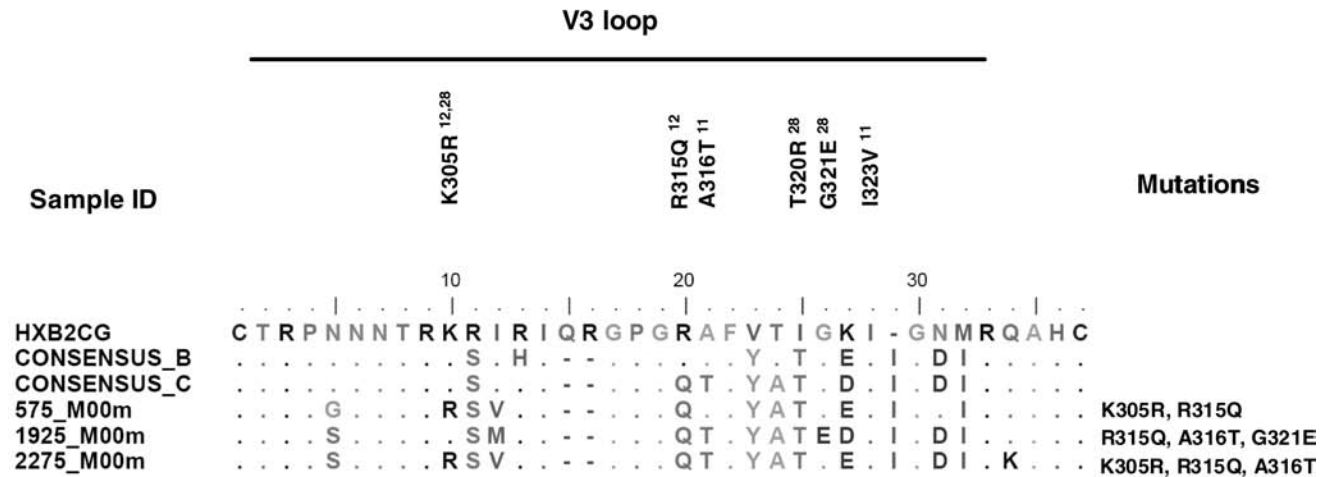 V3 loop
K305R 12,28
R315Q 12
A316T 11
T320R 28
G321E 28
I323V 11
Sample ID
Mutations
10 20 30
HXB2CG C T R P N N N T R K R I R I Q R G P G R A F V T I G K I - G N M R Q A H C
CONSENSUS_B . . . . . . . . . . S . H . - - . . . . . . Y . T . E . I . D I . . . . .
CONSENSUS_C . . . . . . . . . . S . . . - - . . . Q T . Y A T . D . I . D I . . . . .
575_M00m . . . . G . . . . R S V . . - - . . . Q . . Y A T . E . I . . I . . . . . K305R, R315Q
1925_M00m . . . . S . . . . . S M . . - - . . . Q T . Y A T E D . I . D I . . . . . R315Q, A316T, G321E
2275_M00m . . . . S . . . . R S V . . - - . . . Q T . Y A T . E . I . D I . K . . . K305R, R315Q, A316T